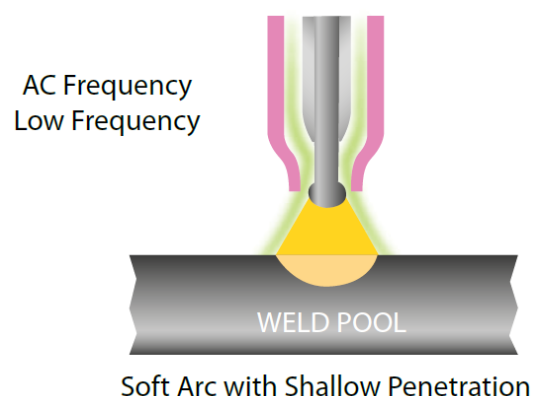 AC Frequency
Low Frequency
WELD POOL
Soft Arc with Shallow Penetration